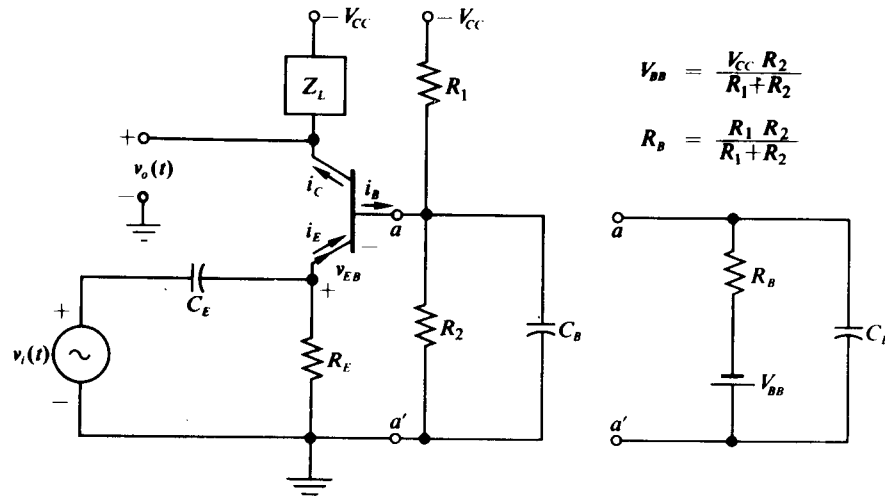 − V_CC
− V_CC
Z_L
R_1
V_BB = V_CC R_2 / R_1 + R_2
R_B = R_1 R_2 / R_1 + R_2
+
v_o(t)
−
i_C
i_B
a
i_E
−
v_EB
+
C_E
+
v_i(t)
−
R_E
R_2
C_B
a'
a
R_B
V_BB
a'